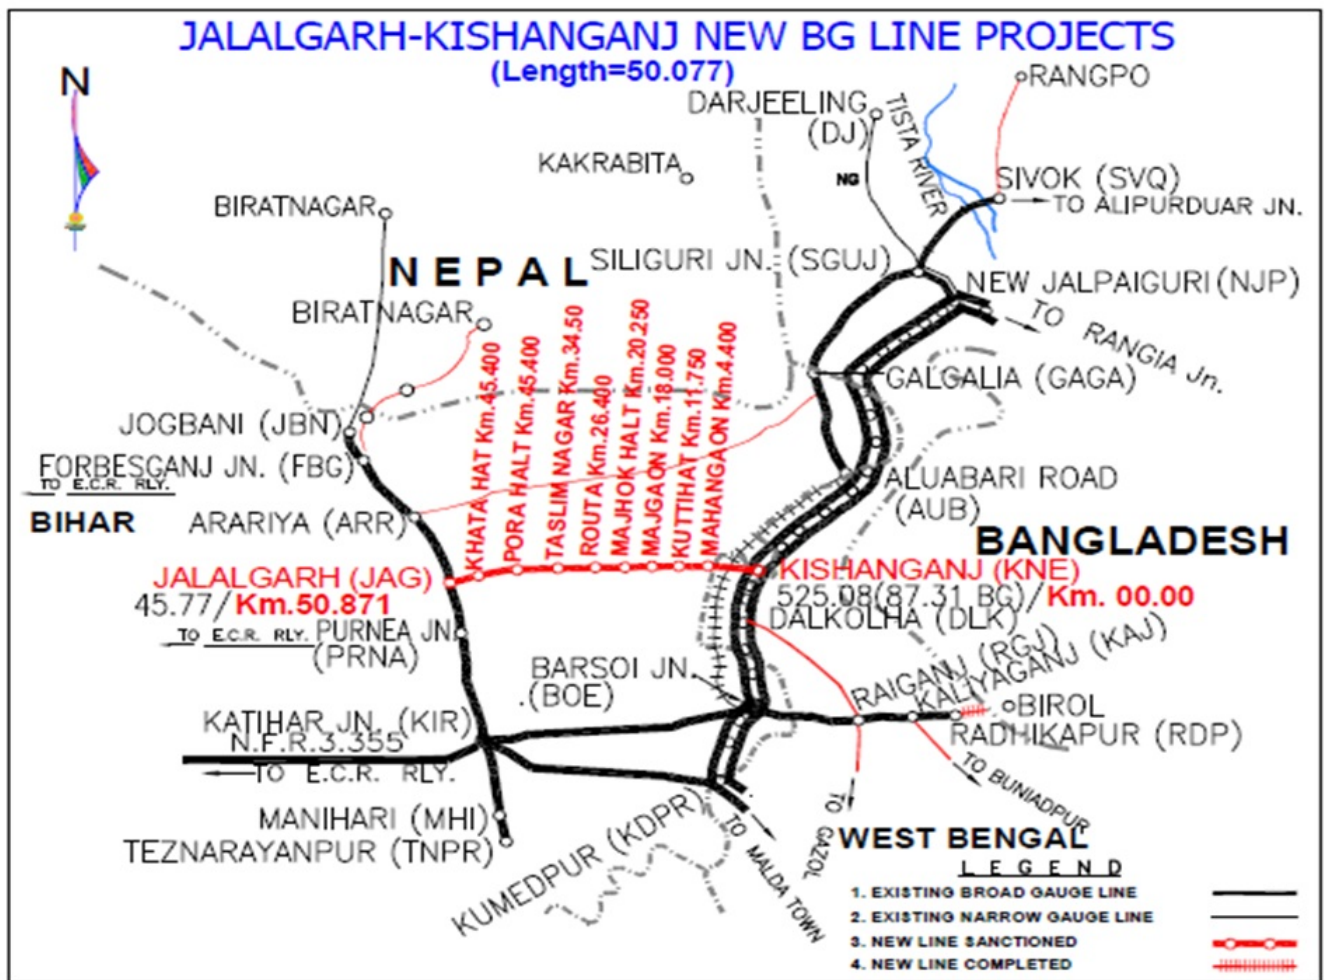 JALALGARH-KISHANGANJ NEW BG LINE PROJECTS
(Length=50.077)
N
RANGPO
DARJEELING
(DJ)
TISTA RIVER
KAKRABITA
NG
SIVOK (SVQ)
TO ALIPURDUAR JN.
BIRATNAGAR
NEPAL
SILIGURI JN. (SGUJ)
NEW JALPAIGURI(NJP)
TO RANGIA Jn.
BIRATNAGAR
KHATA HAT Km.45.400
PORA HALT Km.45.400
TASLIM NAGAR Km.34.50
ROUTA Km.26.400
MAJHOK HALT Km.20.250
MAJGAON Km.18.000
KUTTIHAT Km.11.750
MAHANGAON Km.4.400
GALGALIA (GAGA)
JOGBANI (JBN)
FORBESGANJ JN. (FBG)
TO E.C.R. RLY.
BIHAR
ARARIYA (ARR)
ALUABARI ROAD
(AUB)
BANGLADESH
JALALGARH (JAG)
45.77/Km.50.871
KISHANGANJ (KNE)
525.08(87.31 BG)/Km. 00.00
TO E.C.R. RLY.
PURNEA JN.
(PRNA)
DALKOLHA (DLK)
BARSOI JN.
.(BOE)
RAIGANJ (RGJ)
KALIYAGANJ (KAJ)
BIROL
RADHIKAPUR (RDP)
KATIHAR JN. (KIR)
N.F.R.3.355
TO E.C.R. RLY.
TO BUNIADPUR
MANIHARI (MHI)
TEZNARAYANPUR (TNPR)
KUMEDPUR (KDPR)
TO MALDA TOWN
TO GAZOL
WEST BENGAL
LEGEND
1. EXISTING BROAD GAUGE LINE
2. EXISTING NARROW GAUGE LINE
3. NEW LINE SANCTIONED
4. NEW LINE COMPLETED